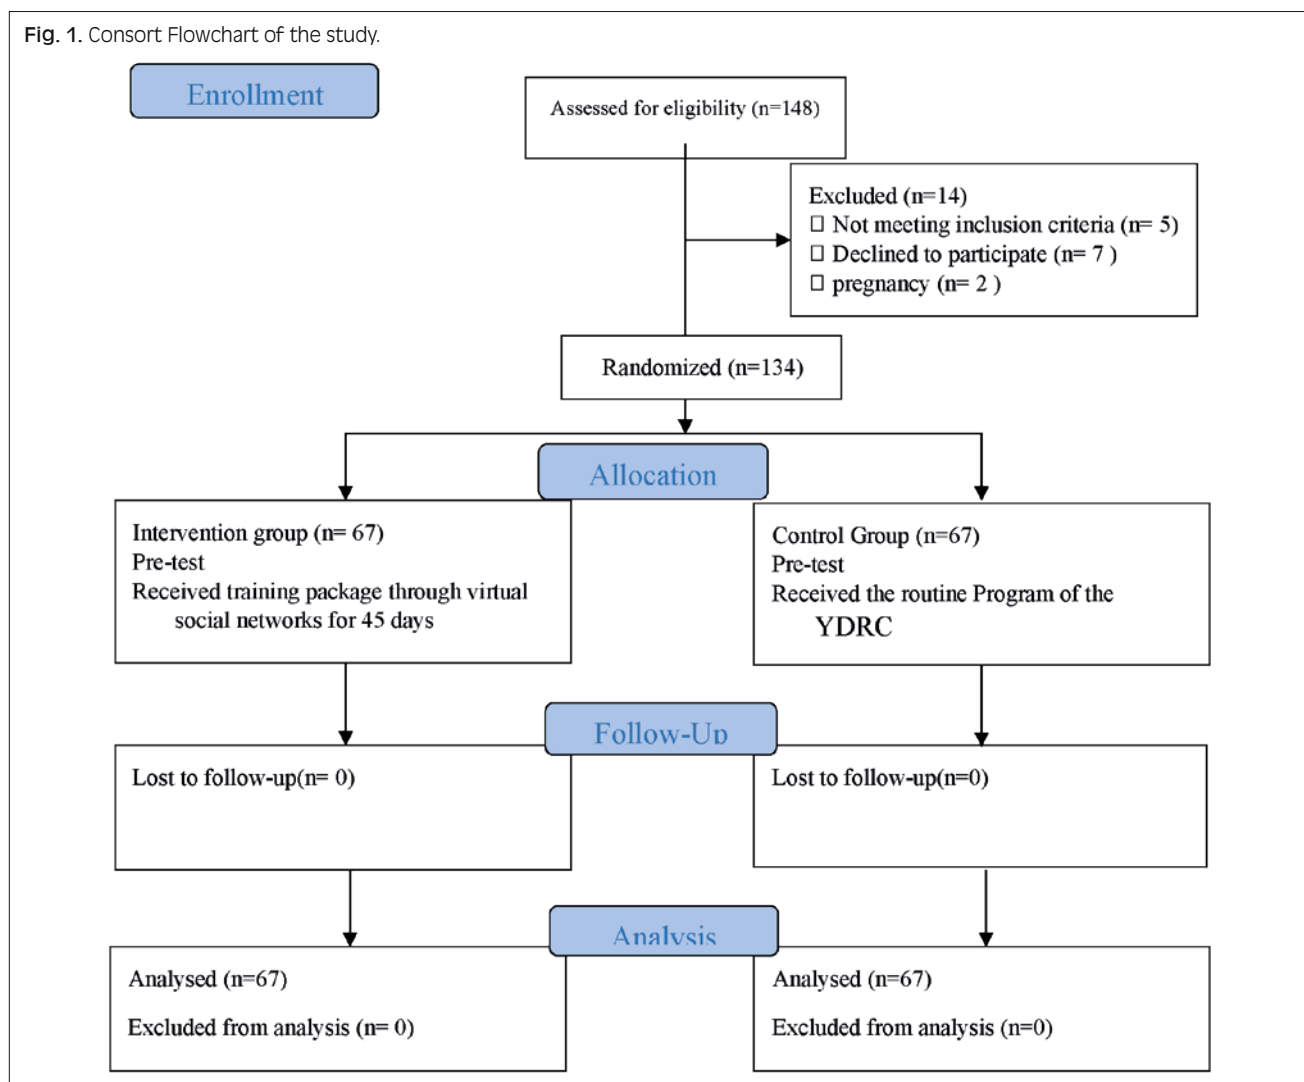 Fig. 1. Consort Flowchart of the study.
Enrollment
Assessed for eligibility (n=148)
Excluded (n=14)
☐ Not meeting inclusion criteria (n= 5)
☐ Declined to participate (n= 7 )
☐ pregnancy (n= 2 )
Randomized (n=134)
Allocation
Intervention group (n= 67)
Pre-test
Received training package through virtual
social networks for 45 days
Control Group (n=67)
Pre-test
Received the routine Program of the
YDRC
Follow-Up
Lost to follow-up(n= 0)
Lost to follow-up(n=0)
Analysis
Analysed (n=67)
Excluded from analysis (n= 0)
Analysed (n=67)
Excluded from analysis (n=0)